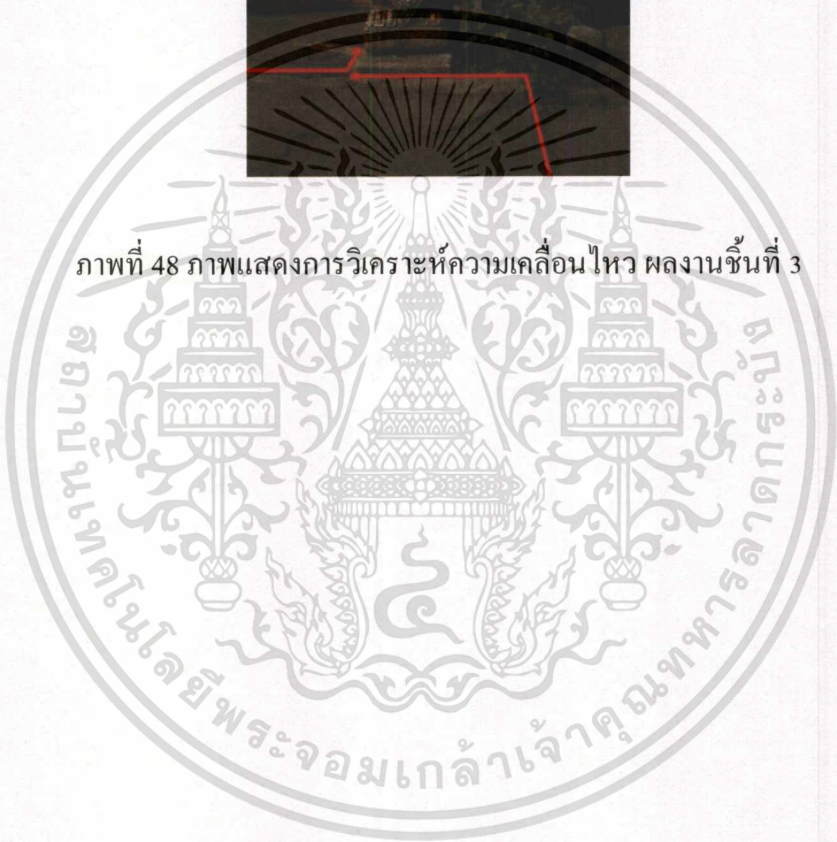 ภาพที่ 48 ภาพแสดงการวิเคราะห์ความเคลื่อนไหว ผลงานชิ้นที่ 3
สถาบันเทคโนโลยีพระจอมเกล้าเจ้าคุณทหารลาดกระบัง